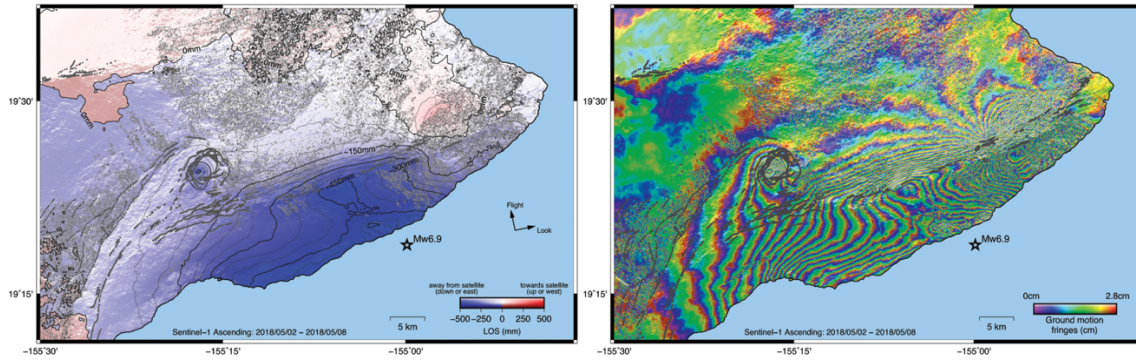 0mm
0mm
0mm
19˚30'
−150mm
−300mm
Flight
Look
Mw6.9
19˚15'
away from satellite
(down or east)
towards satellite
(up or west)
−500
−250
0
250
500
LOS (mm)
5 km
Sentinel−1 Ascending: 2018/05/02 − 2018/05/08
−155˚30'
−155˚15'
−155˚00'
19˚30'
Mw6.9
19˚15'
0cm
2.8cm
Ground motion
fringes (cm)
5 km
Sentinel−1 Ascending: 2018/05/02 − 2018/05/08
−155˚30'
−155˚15'
−155˚00'